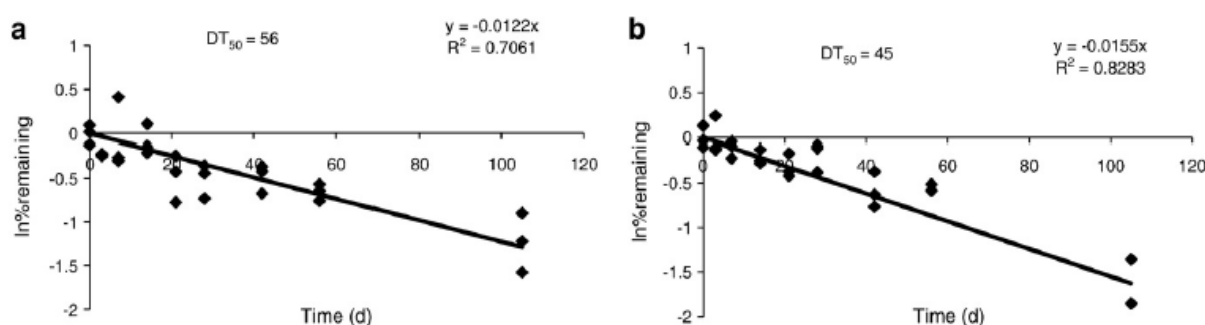 a
DT50 = 56
y = -0.0122x
R2 = 0.7061
1
0.5
0
-0.5
-1
-1.5
-2
0
20
40
60
80
100
120
ln%remaining
Time (d)
b
DT50 = 45
y = -0.0155x
R2 = 0.8283
1
0.5
0
-0.5
-1
-1.5
-2
0
20
40
60
80
100
120
ln%remaining
Time (d)